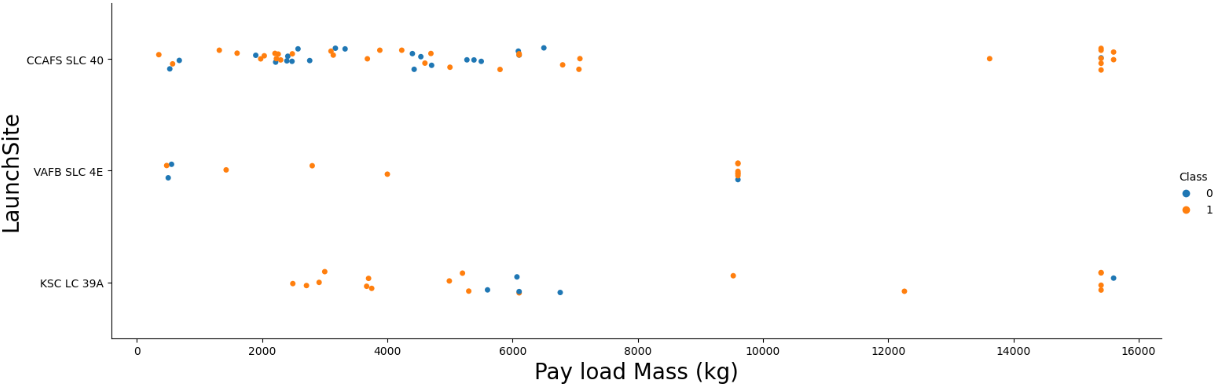 LaunchSite
CCAFS SLC 40
VAFB SLC 4E
KSC LC 39A
0 2000 4000 6000 8000 10000 12000 14000 16000
Pay load Mass (kg)
Class
0
1